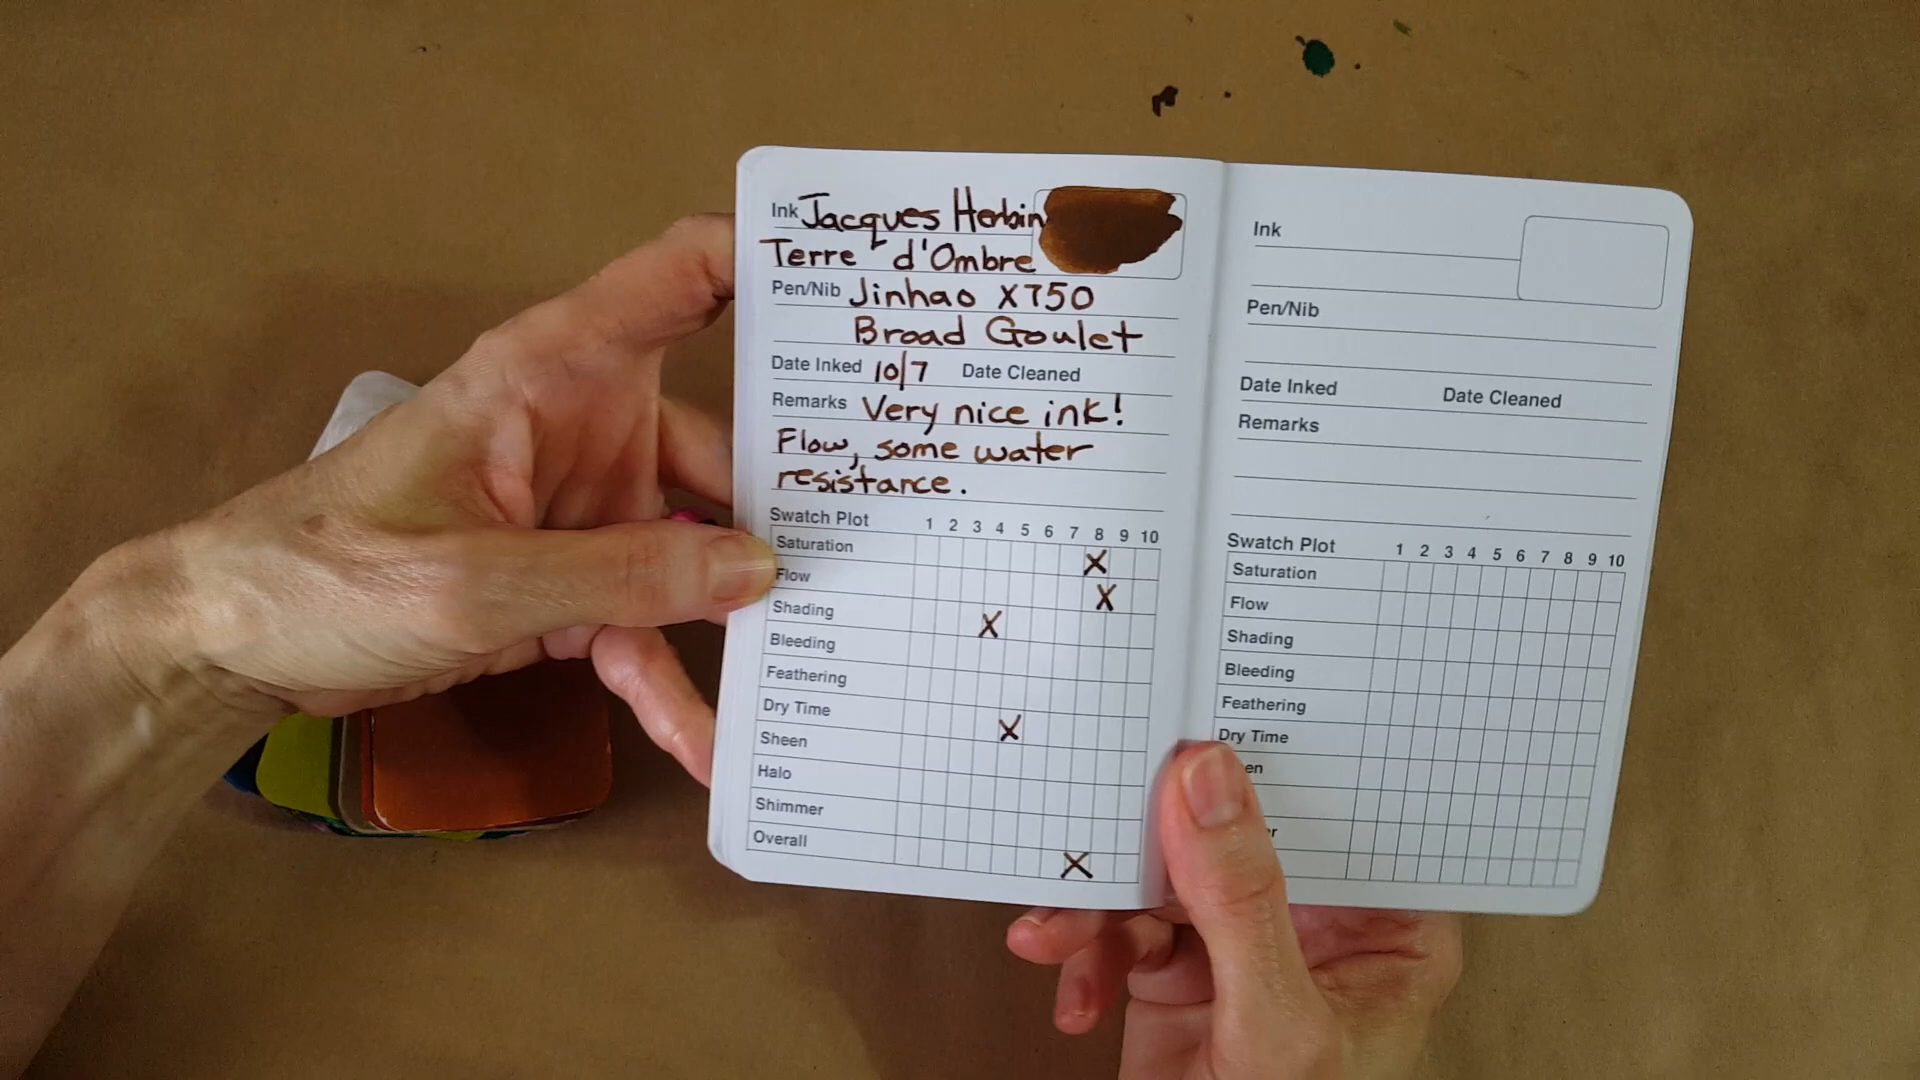 Ink Jacques Herbin
Terre d'Ombre
Pen/Nib Jinhao X750
Broad Goulet
Date Inked 10/7 Date Cleaned
Remarks Very nice ink!
Flow, some water
resistance.
Swatch Plot 1 2 3 4 5 6 7 8 9 10
Saturation X
Flow X
Shading X
Bleeding
Feathering
Dry Time X
Sheen
Halo
Shimmer
Overall X
Ink
Pen/Nib
Date Inked Date Cleaned
Remarks
Swatch Plot 1 2 3 4 5 6 7 8 9 10
Saturation
Flow
Shading
Bleeding
Feathering
Dry Time
en
er